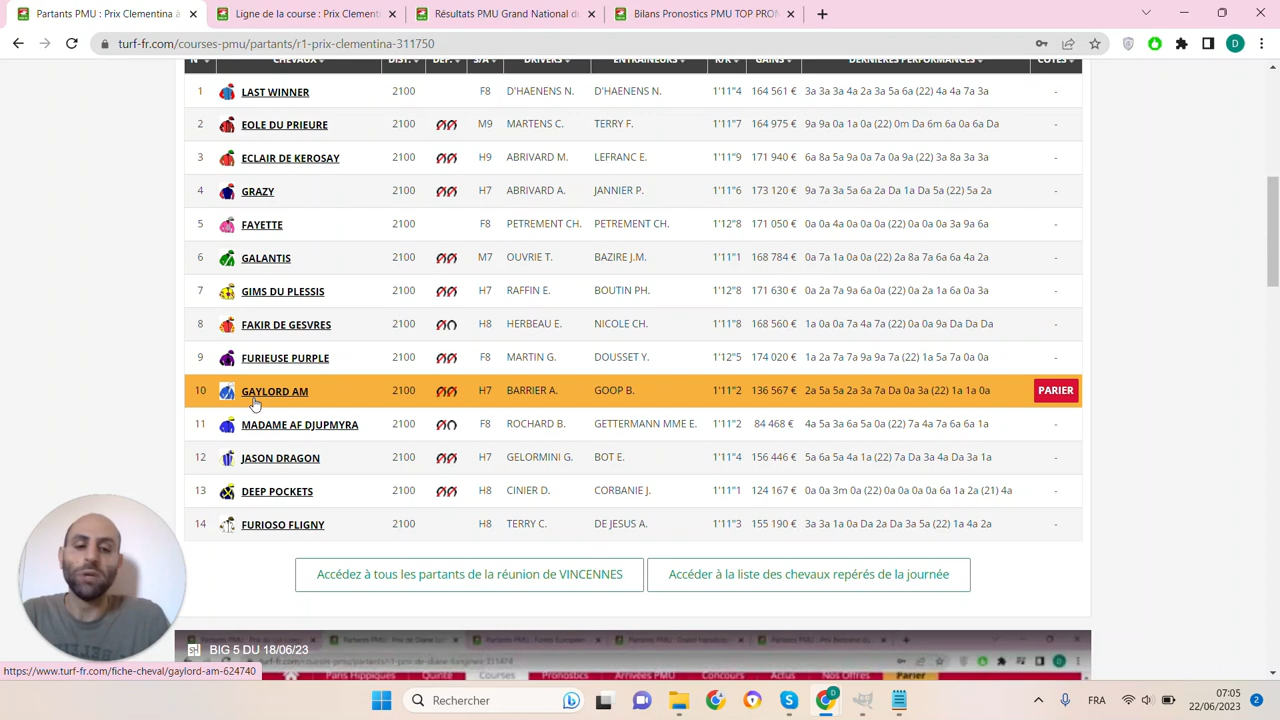 Partants PMU : Prix Clementina à
Ligne de la course : Prix Clement
Résultats PMU Grand National du
Bilans Pronostics PMU TOP PRON
turf-fr.com/courses-pmu/partants/r1-prix-clementina-311750
N° CHEVAUX DIST. DEF. S/A DRIVERS ENTRAINEURS R/K GAINS DERNIÈRES PERFORMANCES COTES
1 LAST WINNER 2100 F8 D'HAENENS N. D'HAENENS N. 1'11"4 164 561 € 3a 3a 3a 4a 2a 3a 5a 6a (22) 4a 4a 7a 3a -
2 EOLE DU PRIEURE 2100 M9 MARTENS C. TERRY F. 1'11"7 164 975 € 9a 9a 0a 1a 0a (22) 0m Da 6m 6a 0a 6a Da -
3 ECLAIR DE KEROSAY 2100 H9 ABRIVARD M. LEFRANC E. 1'11"9 171 940 € 6a 8a 5a 9a 0a 7a 0a 9a (22) 3a 8a 3a 3a -
4 GRAZY 2100 H7 ABRIVARD A. JANNIER P. 1'11"6 173 120 € 9a 7a 3a 5a 6a 2a Da 1a Da 5a (22) 5a 2a -
5 FAYETTE 2100 F8 PETREMENT CH. PETREMENT CH. 1'12"8 171 050 € 0a 0a 4a 0a 0a (22) 0a 0a 0a 3a 9a 6a -
6 GALANTIS 2100 M7 OUVRIE T. BAZIRE J.M. 1'11"1 168 784 € 0a 7a 1a 0a 0a (22) 2a 8a 7a 6a 6a 4a 2a -
7 GIMS DU PLESSIS 2100 H7 RAFFIN E. BOUTIN PH. 1'12"8 171 630 € 0a 2a 7a 9a 6a 0a (22) 0a 2a 1a 6a 0a 3a -
8 FAKIR DE GESVRES 2100 H8 HERBEAU E. NICOLE CH. 1'11"8 168 560 € 1a 0a 0a 7a 4a 7a (22) 0a 0a 9a Da Da Da -
9 FURIEUSE PURPLE 2100 F8 MARTIN G. DOUSSET Y. 1'12"5 174 020 € 1a 2a 7a 7a 9a 9a 7a (22) 1a 5a 7a 0a 0a -
10 GAYLORD AM 2100 H7 BARRIER A. GOOP B. 1'11"2 136 567 € 2a 5a 5a 2a 3a 7a Da 0a 3a (22) 1a 1a 0a PARIER
11 MADAME AF DJUPMYRA 2100 F8 ROCHARD B. GETTERMANN MME E. 1'11"2 84 468 € 4a 5a 3a 6a 5a 0a (22) 7a 4a 7a 6a 6a 1a -
12 JASON DRAGON 2100 H7 GELORMINI G. BOT E. 1'11"4 156 446 € 5a 6a 5a 4a 1a (22) 7a Da 3a 4a Da 3a 1a -
13 DEEP POCKETS 2100 H8 CINIER D. CORBANIE J. 1'11"1 124 167 € 0a 0a 3m 0a (22) 0a 0a 0a 8a 6a 1a 2a (21) 4a -
14 FURIOSO FLIGNY 2100 H8 TERRY C. DE JESUS A. 1'11"3 155 190 € 3a 3a 1a 0a Da 2a Da 3a 5a (22) 1a 4a 2a -
Accédez à tous les partants de la réunion de VINCENNES
Accéder à la liste des chevaux repérés de la journée
BIG 5 DU 18/06/23
Paris Hippiques Quinté Courses Pronostics Arrivées PMU Concours Actus Nos Offres Parier
https://www.turf-fr.com/fiche-cheval/gaylord-am-624740
Rechercher
FRA
07:05
22/06/2023
2